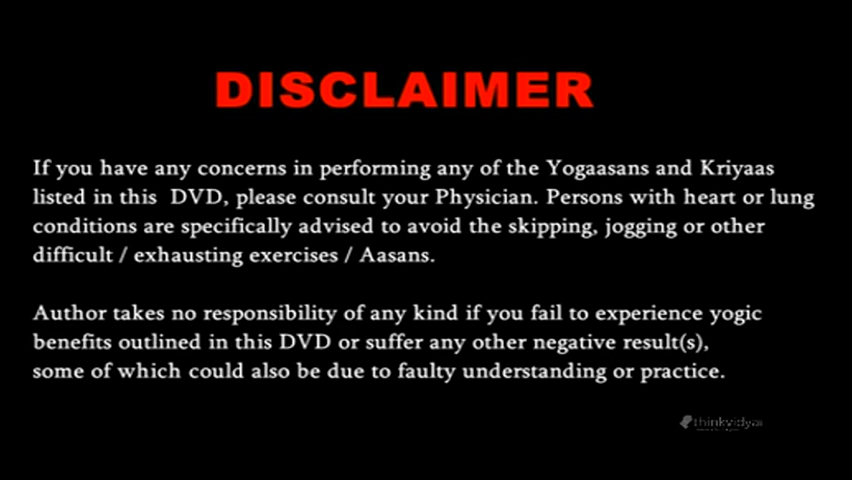 DISCLAIMER
If you have any concerns in performing any of the Yogaasans and Kriyaas
listed in this DVD, please consult your Physician. Persons with heart or lung
conditions are specifically advised to avoid the skipping, jogging or other
difficult / exhausting exercises / Aasans.
Author takes no responsibility of any kind if you fail to experience yogic
benefits outlined in this DVD or suffer any other negative result(s),
some of which could also be due to faulty understanding or practice.
thinkvidya